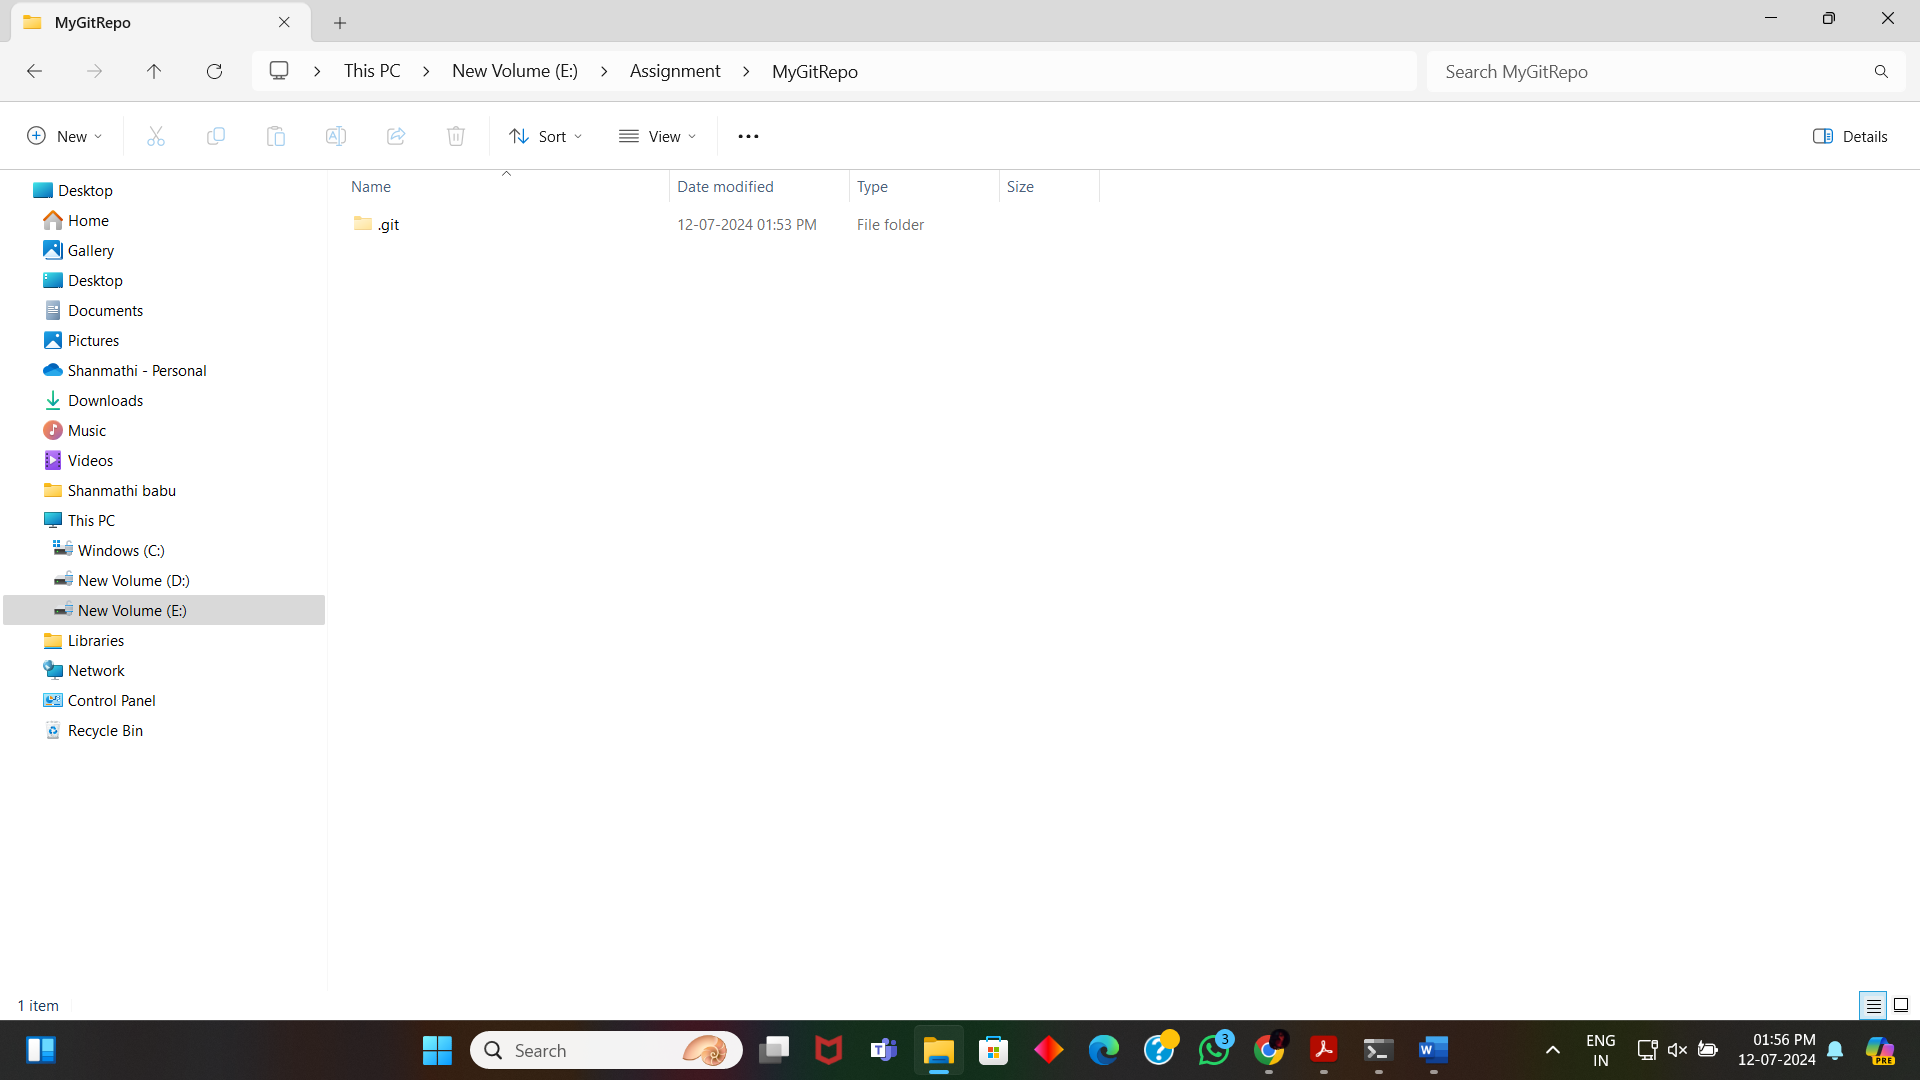 MyGitRepo
This PC
New Volume (E:)
Assignment
MyGitRepo
Search MyGitRepo
New
Sort
View
Details
Name
Date modified
Type
Size
.git
12-07-2024 01:53 PM
File folder
Desktop
Home
Gallery
Desktop
Documents
Pictures
Shanmathi - Personal
Downloads
Music
Videos
Shanmathi babu
This PC
Windows (C:)
New Volume (D:)
New Volume (E:)
Libraries
Network
Control Panel
Recycle Bin
1 item
Search
3
ENG
IN
01:56 PM
12-07-2024
PRE